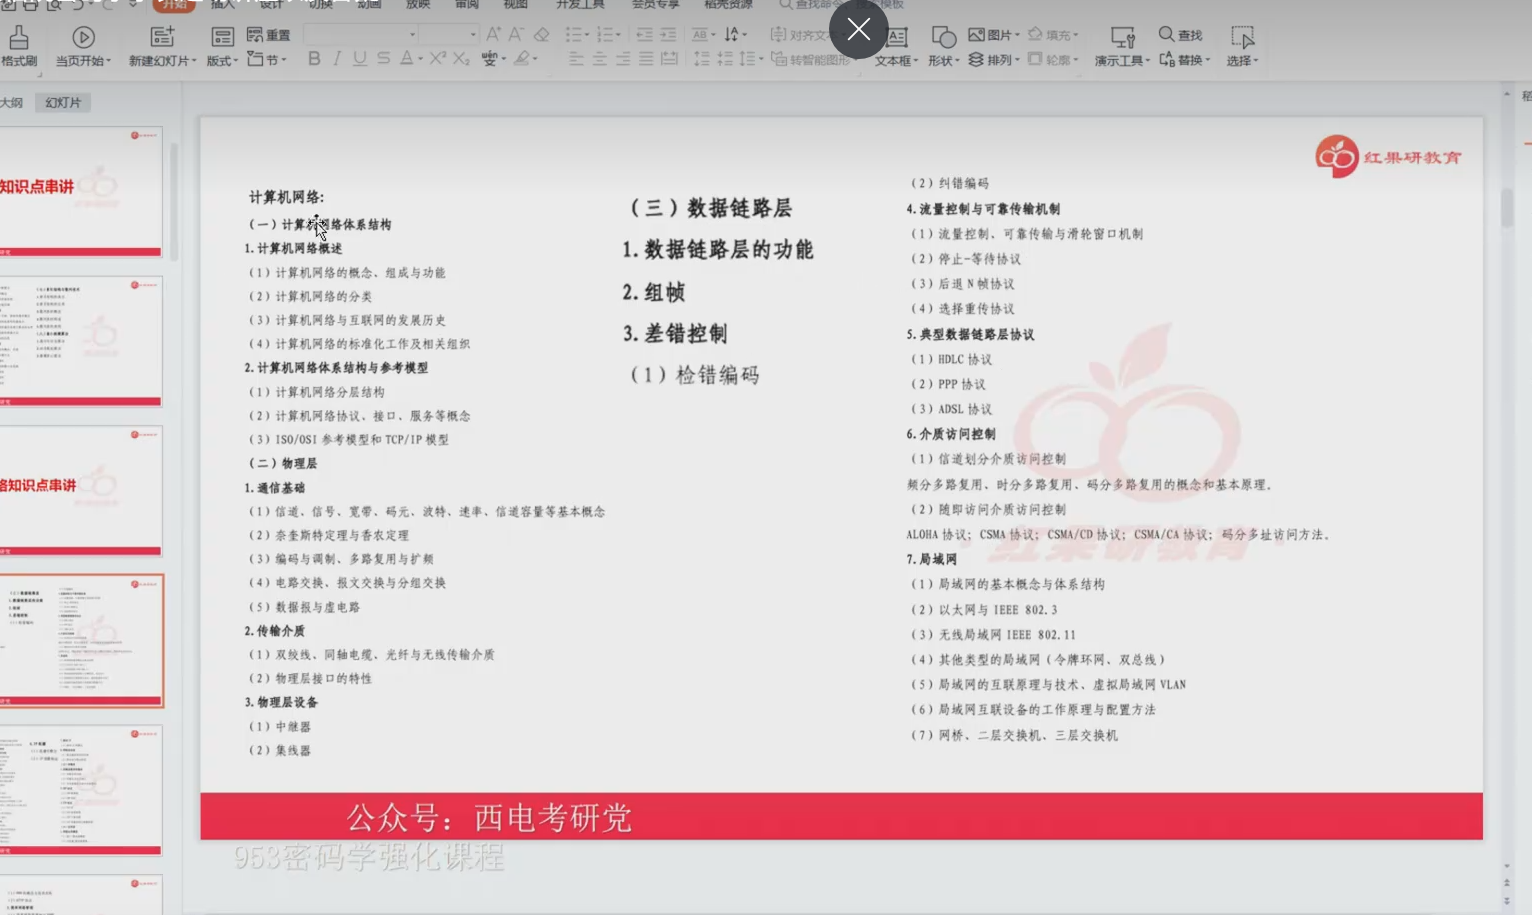 开始
插入
设计
切换
动画
放映
审阅
视图
开发工具
会员专享
稻壳资源
格式刷
当页开始
新建幻灯片
版式
重置
节
对齐文本
转智能图形
文本框
形状
图片
排列
填充
轮廓
演示工具
查找
替换
选择
大纲
幻灯片
知识点串讲
络知识点串讲
红果研教育
计算机网络:
(一)计算机网络体系结构
1.计算机网络概述
(1)计算机网络的概念、组成与功能
(2)计算机网络的分类
(3)计算机网络与互联网的发展历史
(4)计算机网络的标准化工作及相关组织
2.计算机网络体系结构与参考模型
(1)计算机网络分层结构
(2)计算机网络协议、接口、服务等概念
(3)ISO/OSI 参考模型和 TCP/IP 模型
(二)物理层
1.通信基础
(1)信道、信号、宽带、码元、波特、速率、信道容量等基本概念
(2)奈奎斯特定理与香农定理
(3)编码与调制、多路复用与扩频
(4)电路交换、报文交换与分组交换
(5)数据报与虚电路
2.传输介质
(1)双绞线、同轴电缆、光纤与无线传输介质
(2)物理层接口的特性
3.物理层设备
(1)中继器
(2)集线器
(三)数据链路层
1.数据链路层的功能
2.组帧
3.差错控制
(1)检错编码
(2)纠错编码
4.流量控制与可靠传输机制
(1)流量控制、可靠传输与滑轮窗口机制
(2)停止-等待协议
(3)后退 N 帧协议
(4)选择重传协议
5.典型数据链路层协议
(1)HDLC 协议
(2)PPP 协议
(3)ADSL 协议
6.介质访问控制
(1)信道划分介质访问控制
频分多路复用、时分多路复用、码分多路复用的概念和基本原理。
(2)随即访问介质访问控制
ALOHA 协议；CSMA 协议；CSMA/CD 协议；CSMA/CA 协议；码分多址访问方法。
7.局域网
(1)局域网的基本概念与体系结构
(2)以太网与 IEEE 802.3
(3)无线局域网 IEEE 802.11
(4)其他类型的局域网(令牌环网、双总线)
(5)局域网的互联原理与技术、虚拟局域网 VLAN
(6)局域网互联设备的工作原理与配置方法
(7)网桥、二层交换机、三层交换机
红果研教育
公众号：西电考研党
953密码学强化课程